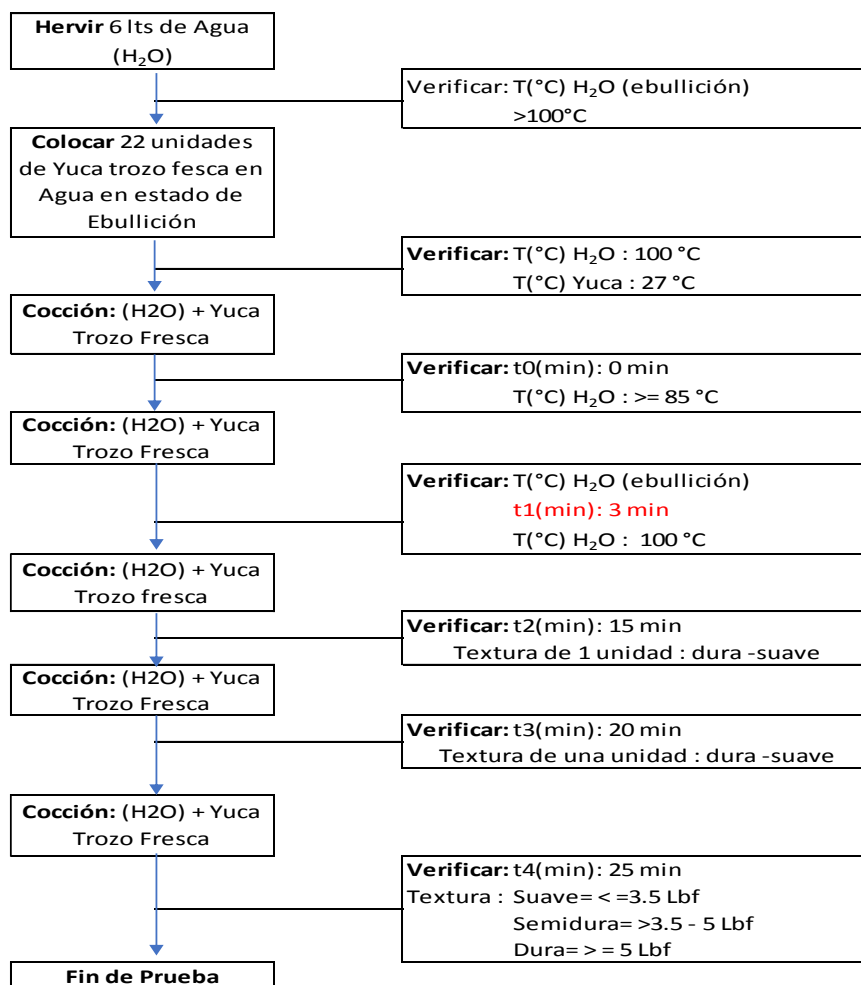 Hervir 6 lts de Agua
(H₂O)
Verificar: T(°C) H₂O (ebullición)
>100°C
Colocar 22 unidades
de Yuca trozo fesca en
Agua en estado de
Ebullición
Verificar: T(°C) H₂O : 100 °C
T(°C) Yuca : 27 °C
Cocción: (H2O) + Yuca
Trozo Fresca
Verificar: t0(min): 0 min
T(°C) H₂O : >= 85 °C
Cocción: (H2O) + Yuca
Trozo Fresca
Verificar: T(°C) H₂O (ebullición)
t1(min): 3 min
T(°C) H₂O : 100 °C
Cocción: (H2O) + Yuca
Trozo fresca
Verificar: t2(min): 15 min
Textura de 1 unidad : dura -suave
Cocción: (H2O) + Yuca
Trozo Fresca
Verificar: t3(min): 20 min
Textura de una unidad : dura -suave
Cocción: (H2O) + Yuca
Trozo Fresca
Verificar: t4(min): 25 min
Textura : Suave= < =3.5 Lbf
Semidura= >3.5 - 5 Lbf
Dura= > = 5 Lbf
Fin de Prueba